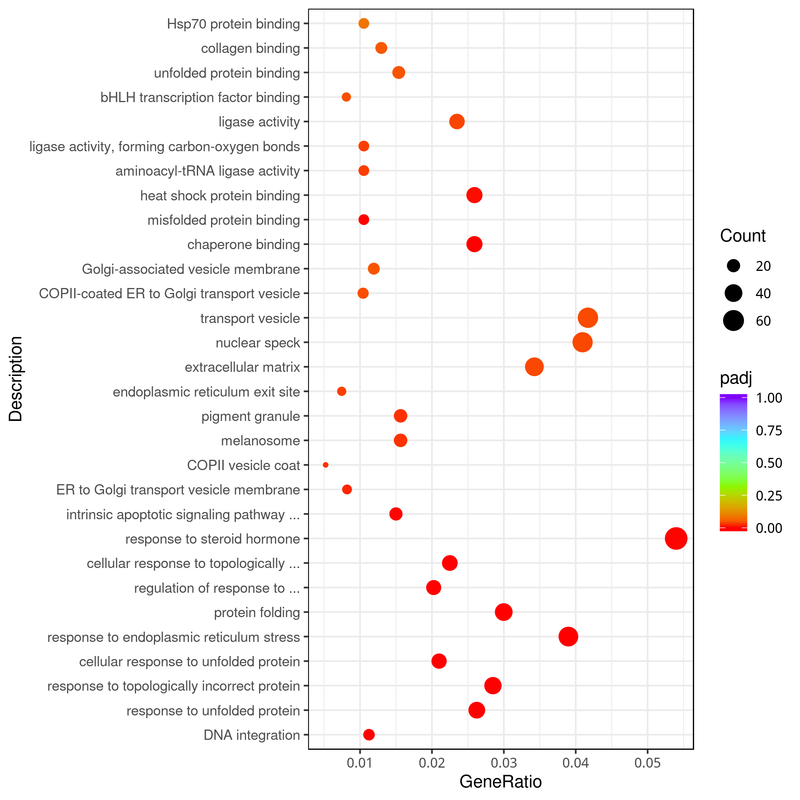 Hsp70 protein binding
collagen binding
unfolded protein binding
bHLH transcription factor binding
ligase activity
ligase activity, forming carbon-oxygen bonds
aminoacyl-tRNA ligase activity
heat shock protein binding
misfolded protein binding
chaperone binding
Golgi-associated vesicle membrane
COPII-coated ER to Golgi transport vesicle
transport vesicle
nuclear speck
extracellular matrix
endoplasmic reticulum exit site
pigment granule
melanosome
COPII vesicle coat
ER to Golgi transport vesicle membrane
intrinsic apoptotic signaling pathway ...
response to steroid hormone
cellular response to topologically ...
regulation of response to ...
protein folding
response to endoplasmic reticulum stress
cellular response to unfolded protein
response to topologically incorrect protein
response to unfolded protein
DNA integration
Description
0.01 0.02 0.03 0.04 0.05
GeneRatio
Count
20
40
60
padj
1.00
0.75
0.50
0.25
0.00